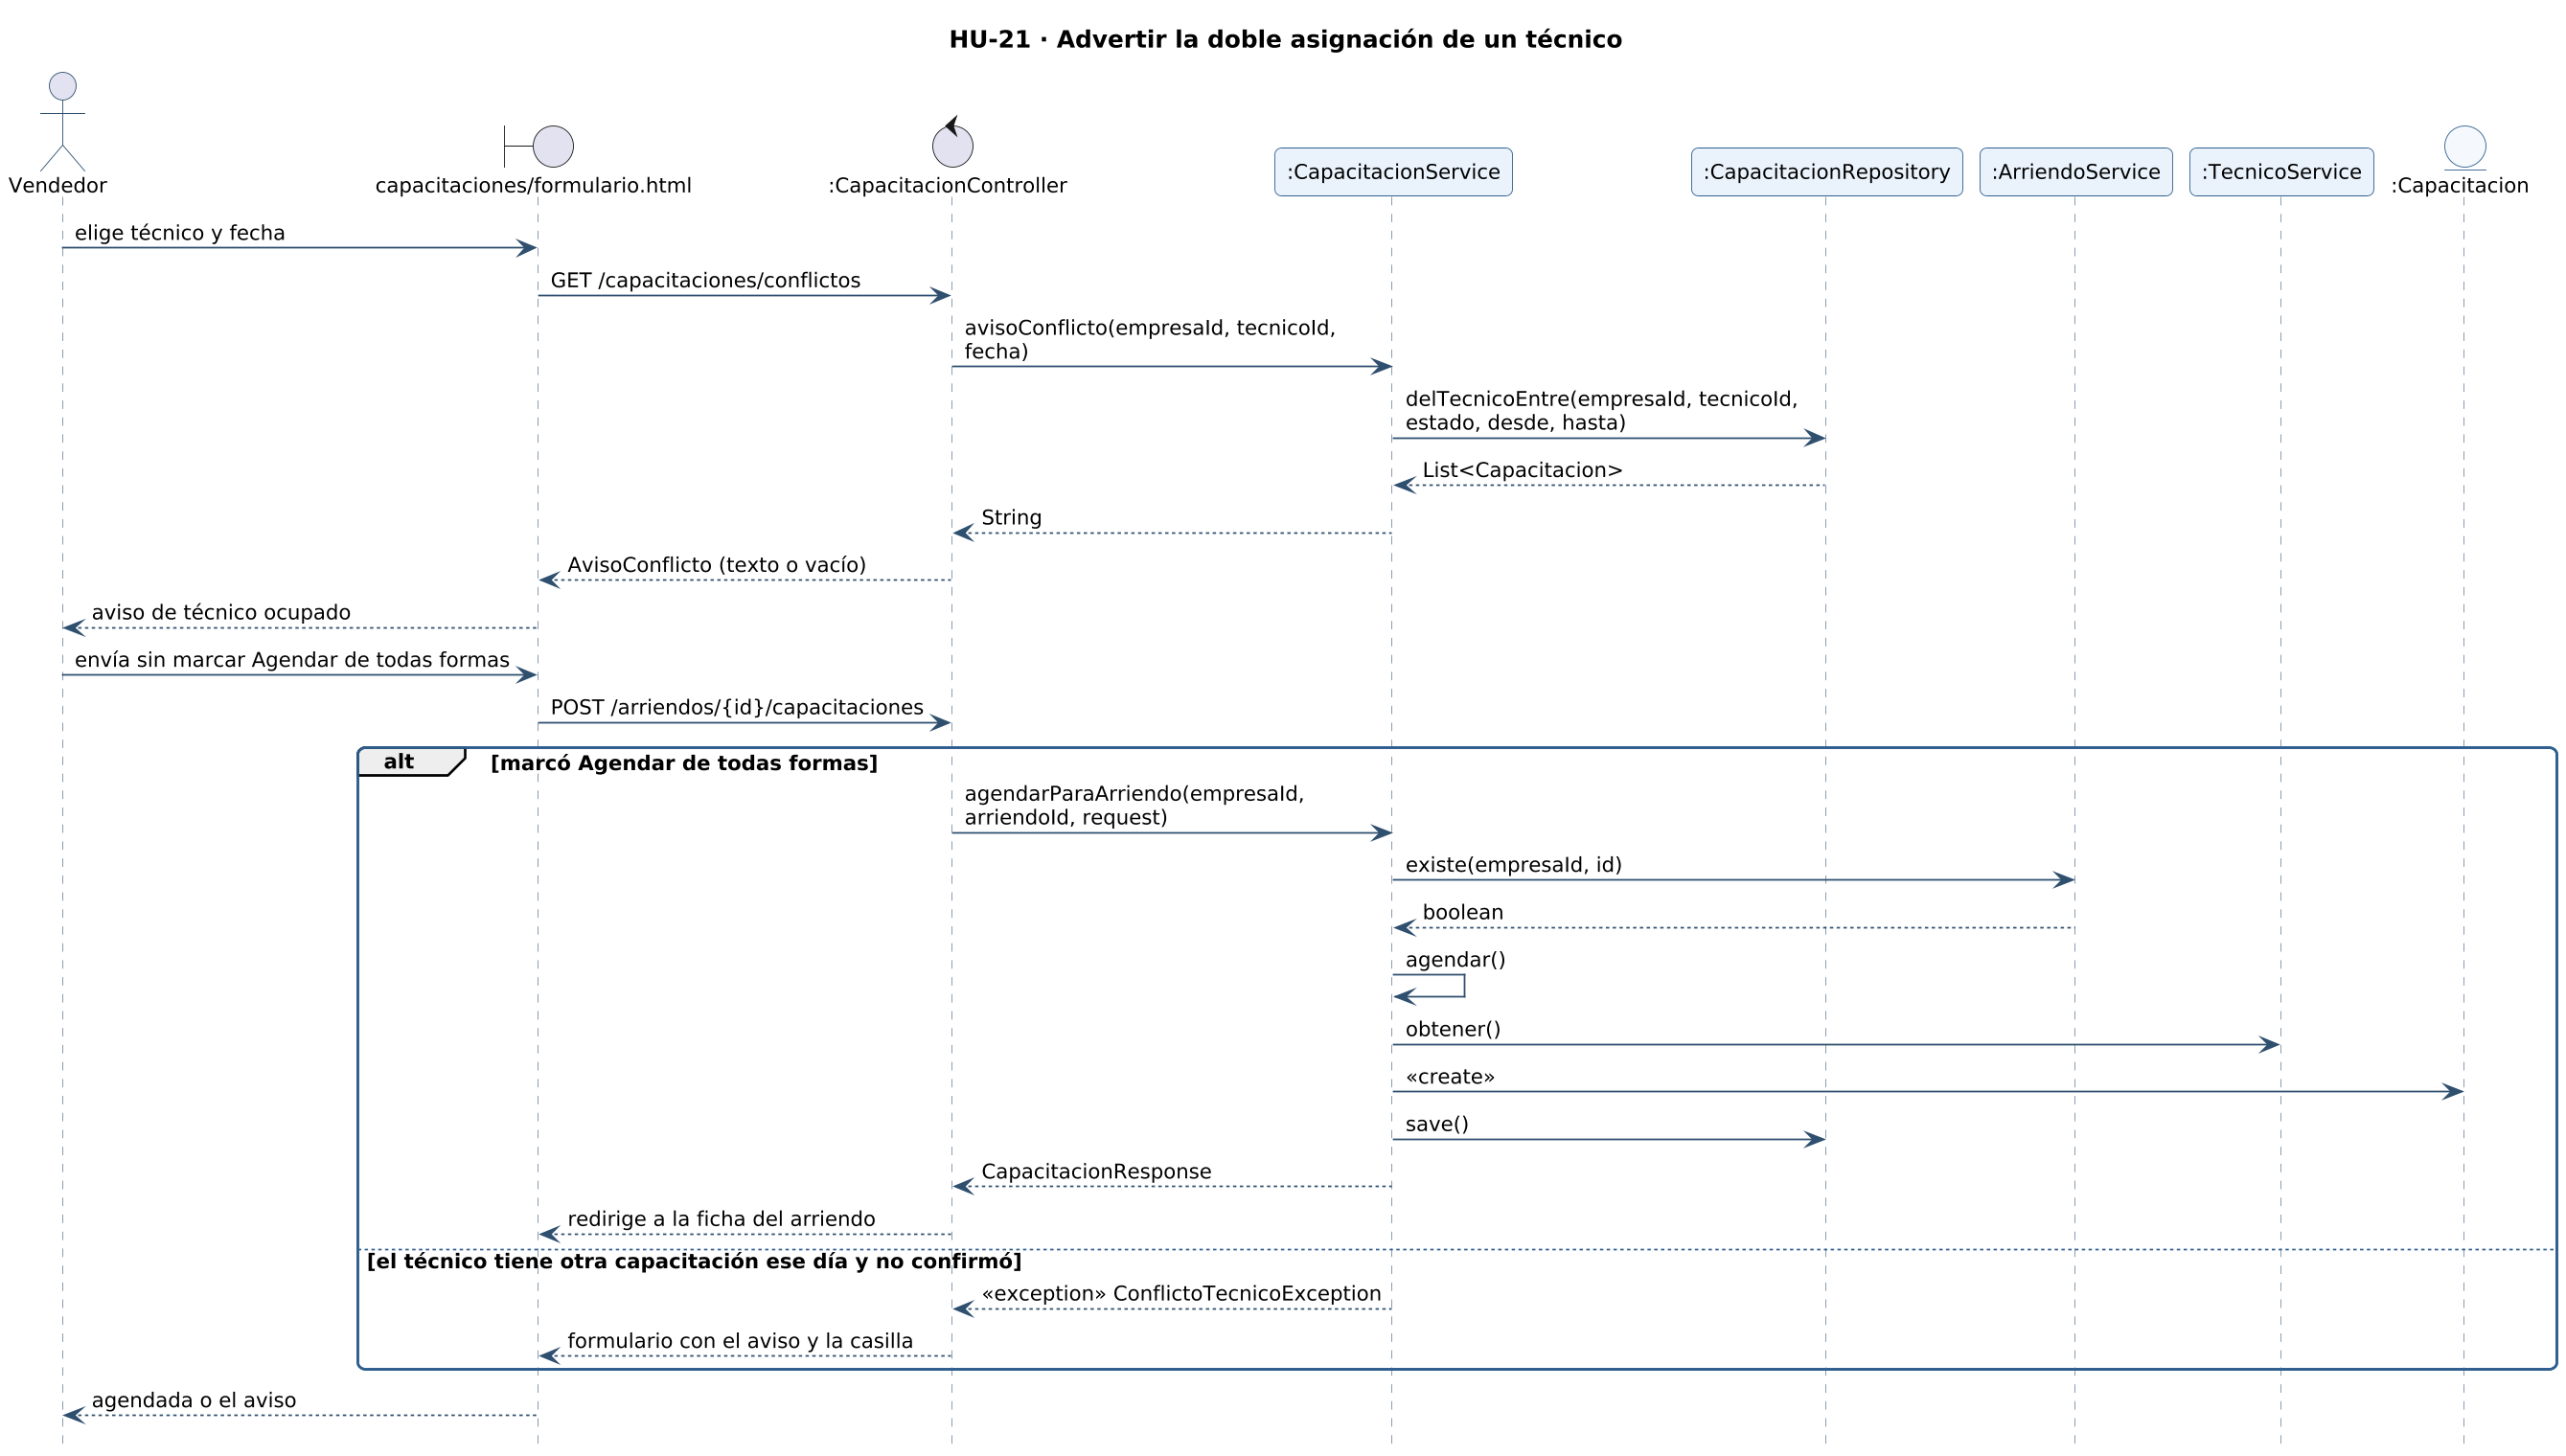 HU-21 · Advertir la doble asignación de un técnico
Vendedor
capacitaciones/formulario.html
:CapacitacionController
:CapacitacionService
:CapacitacionRepository
:ArriendoService
:TecnicoService
:Capacitacion
elige técnico y fecha
GET /capacitaciones/conflictos
avisoConflicto(empresaId, tecnicoId,
fecha)
delTecnicoEntre(empresaId, tecnicoId,
estado, desde, hasta)
List<Capacitacion>
String
AvisoConflicto (texto o vacío)
aviso de técnico ocupado
envía sin marcar Agendar de todas formas
POST /arriendos/{id}/capacitaciones
alt
[marcó Agendar de todas formas]
agendarParaArriendo(empresaId,
arriendoId, request)
existe(empresaId, id)
boolean
agendar()
obtener()
«create»
save()
CapacitacionResponse
redirige a la ficha del arriendo
[el técnico tiene otra capacitación ese día y no confirmó]
«exception» ConflictoTecnicoException
formulario con el aviso y la casilla
agendada o el aviso